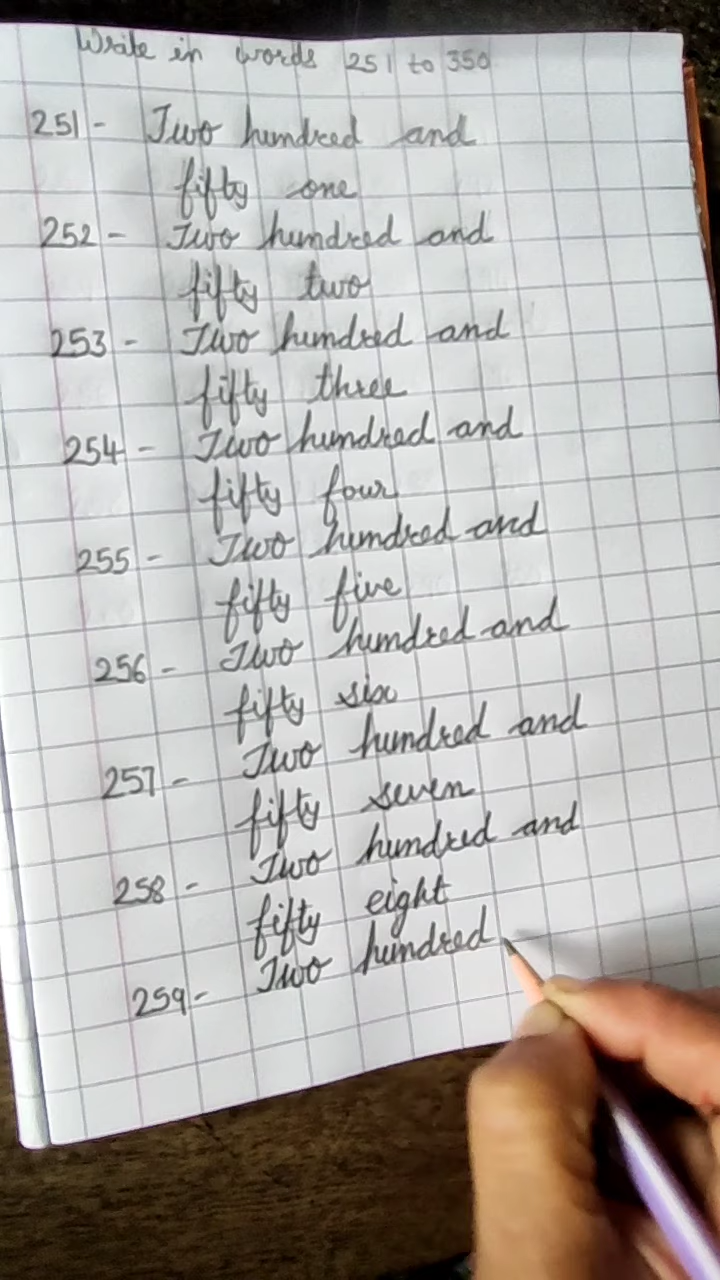 Write in words 251 to 350
251 - Two hundred and
fifty one
252 - Two hundred and
fifty two
253 - Two hundred and
fifty three
254 - Two hundred and
fifty four
255 - Two hundred and
fifty five
256 - Two hundred and
fifty six
257 - Two hundred and
fifty seven
258 - Two hundred and
fifty eight
259 - Two hundred